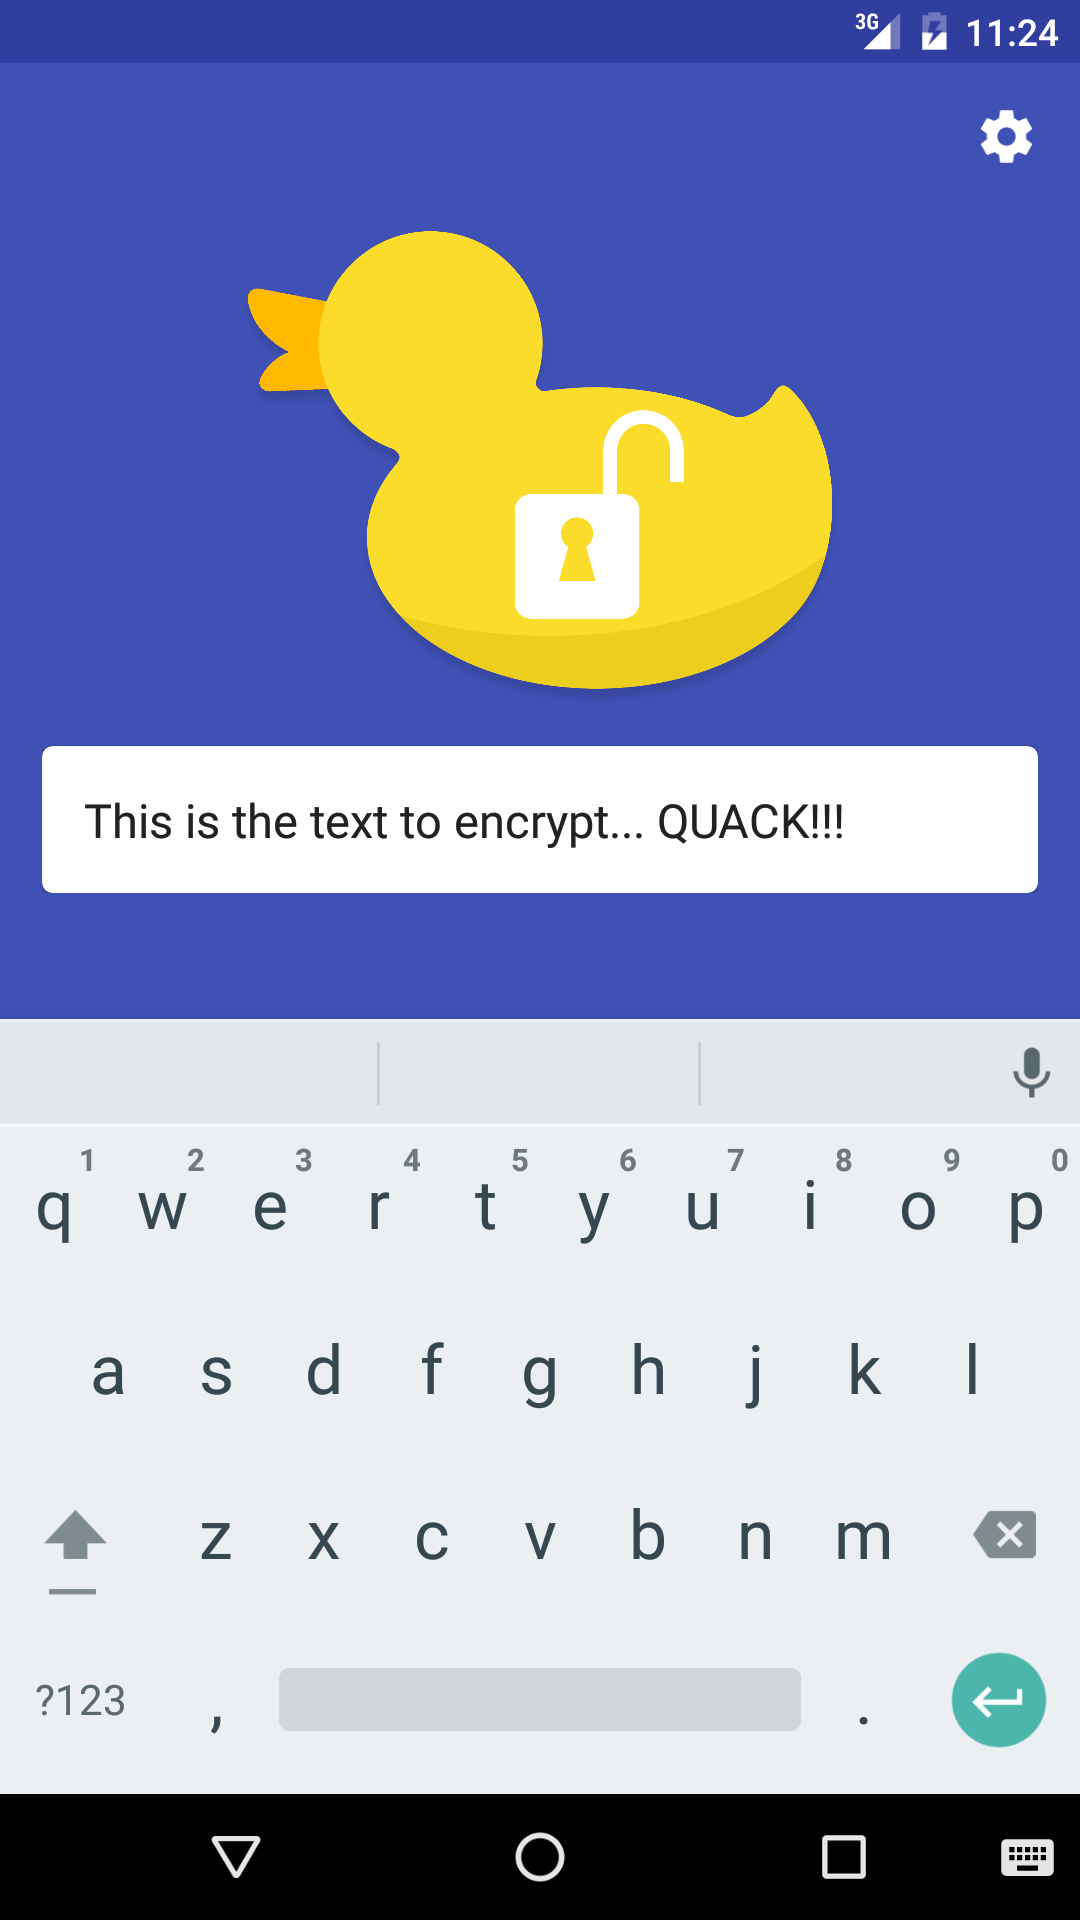 3G 11:24
This is the text to encrypt... QUACK!!!
1 2 3 4 5 6 7 8 9 0
q w e r t y u i o p
a s d f g h j k l
z x c v b n m
?123 , .